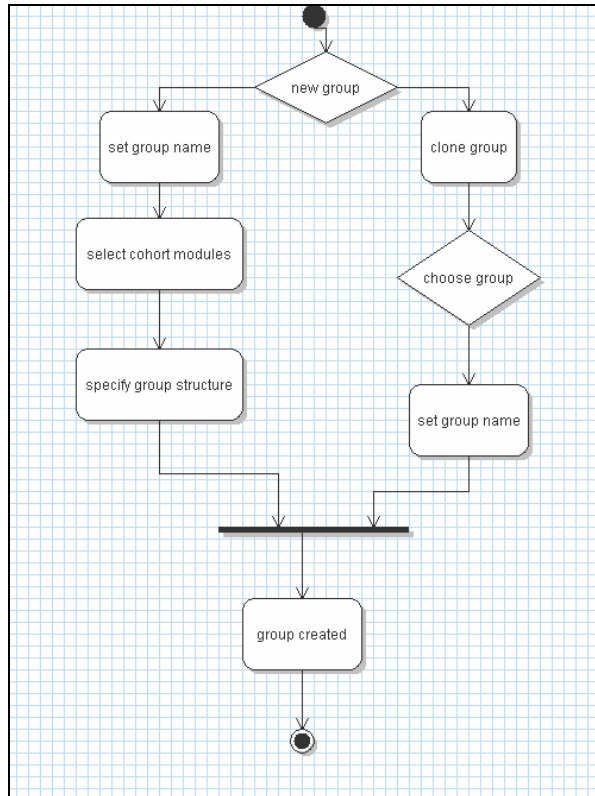 new group
set group name
clone group
select cohort modules
choose group
specify group structure
set group name
group created